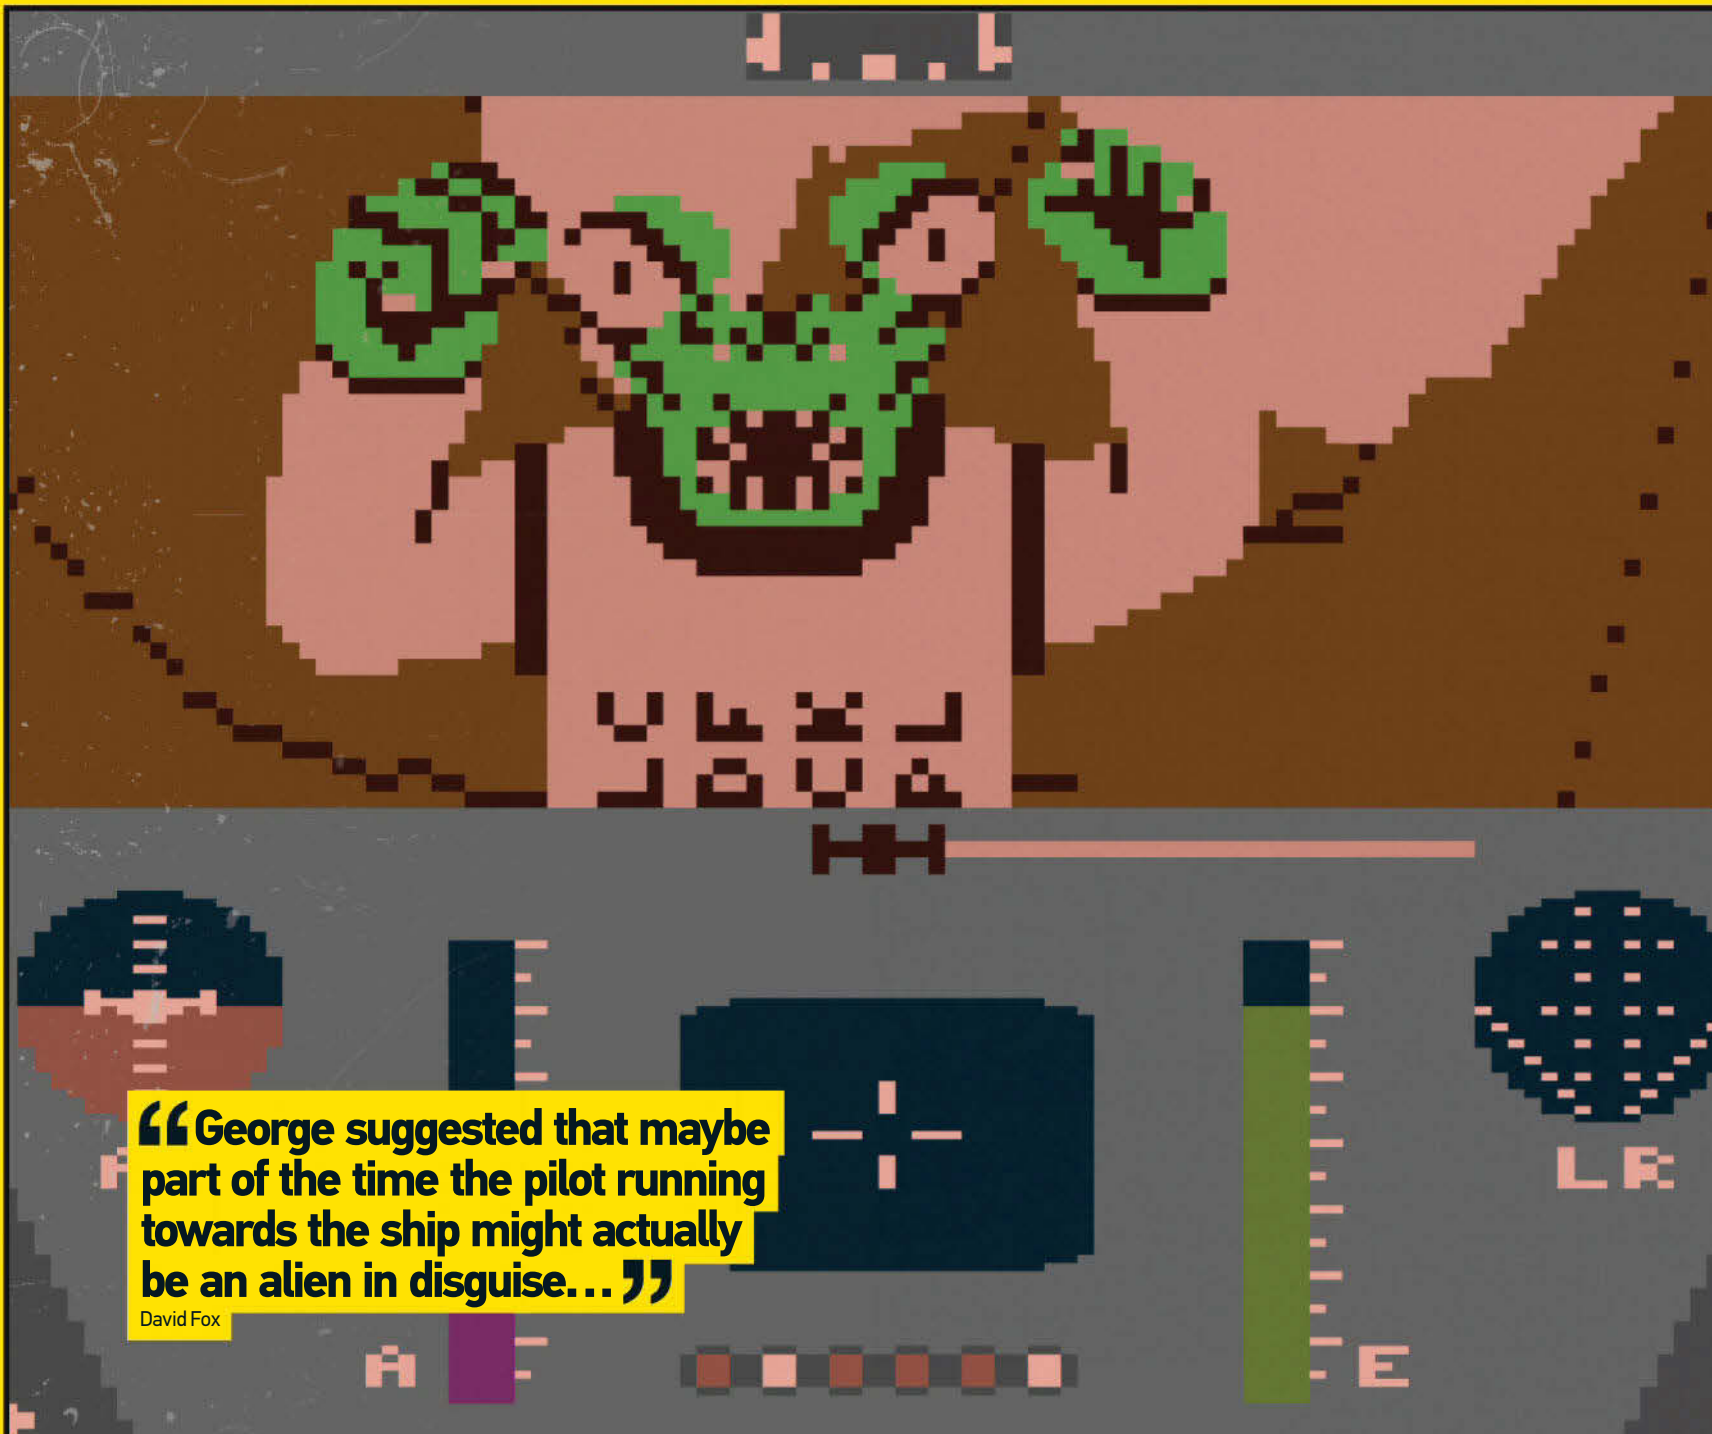 “George suggested that maybe
part of the time the pilot running
towards the ship might actually
be an alien in disguise...”
David Fox
LR
A
E